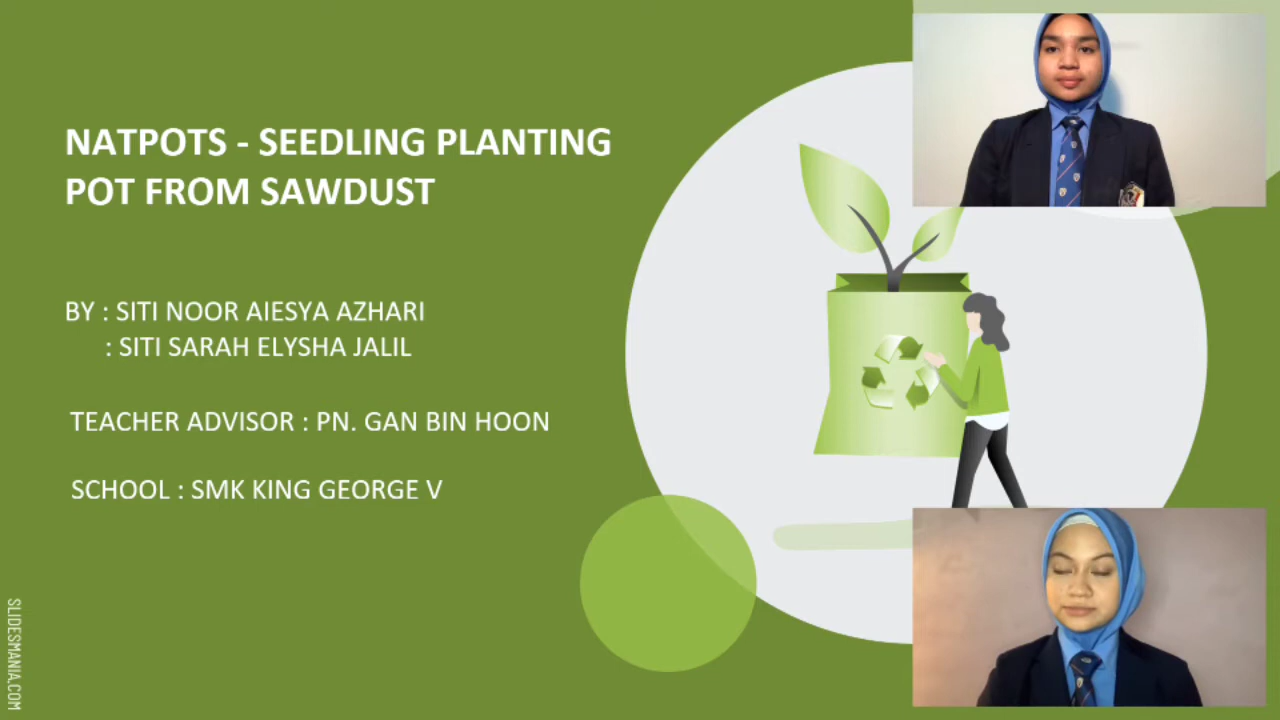 NATPOTS - SEEDLING PLANTING
POT FROM SAWDUST
BY : SITI NOOR AIESYA AZHARI
: SITI SARAH ELYSHA JALIL
TEACHER ADVISOR : PN. GAN BIN HOON
SCHOOL : SMK KING GEORGE V
SLIDESMANIA.COM